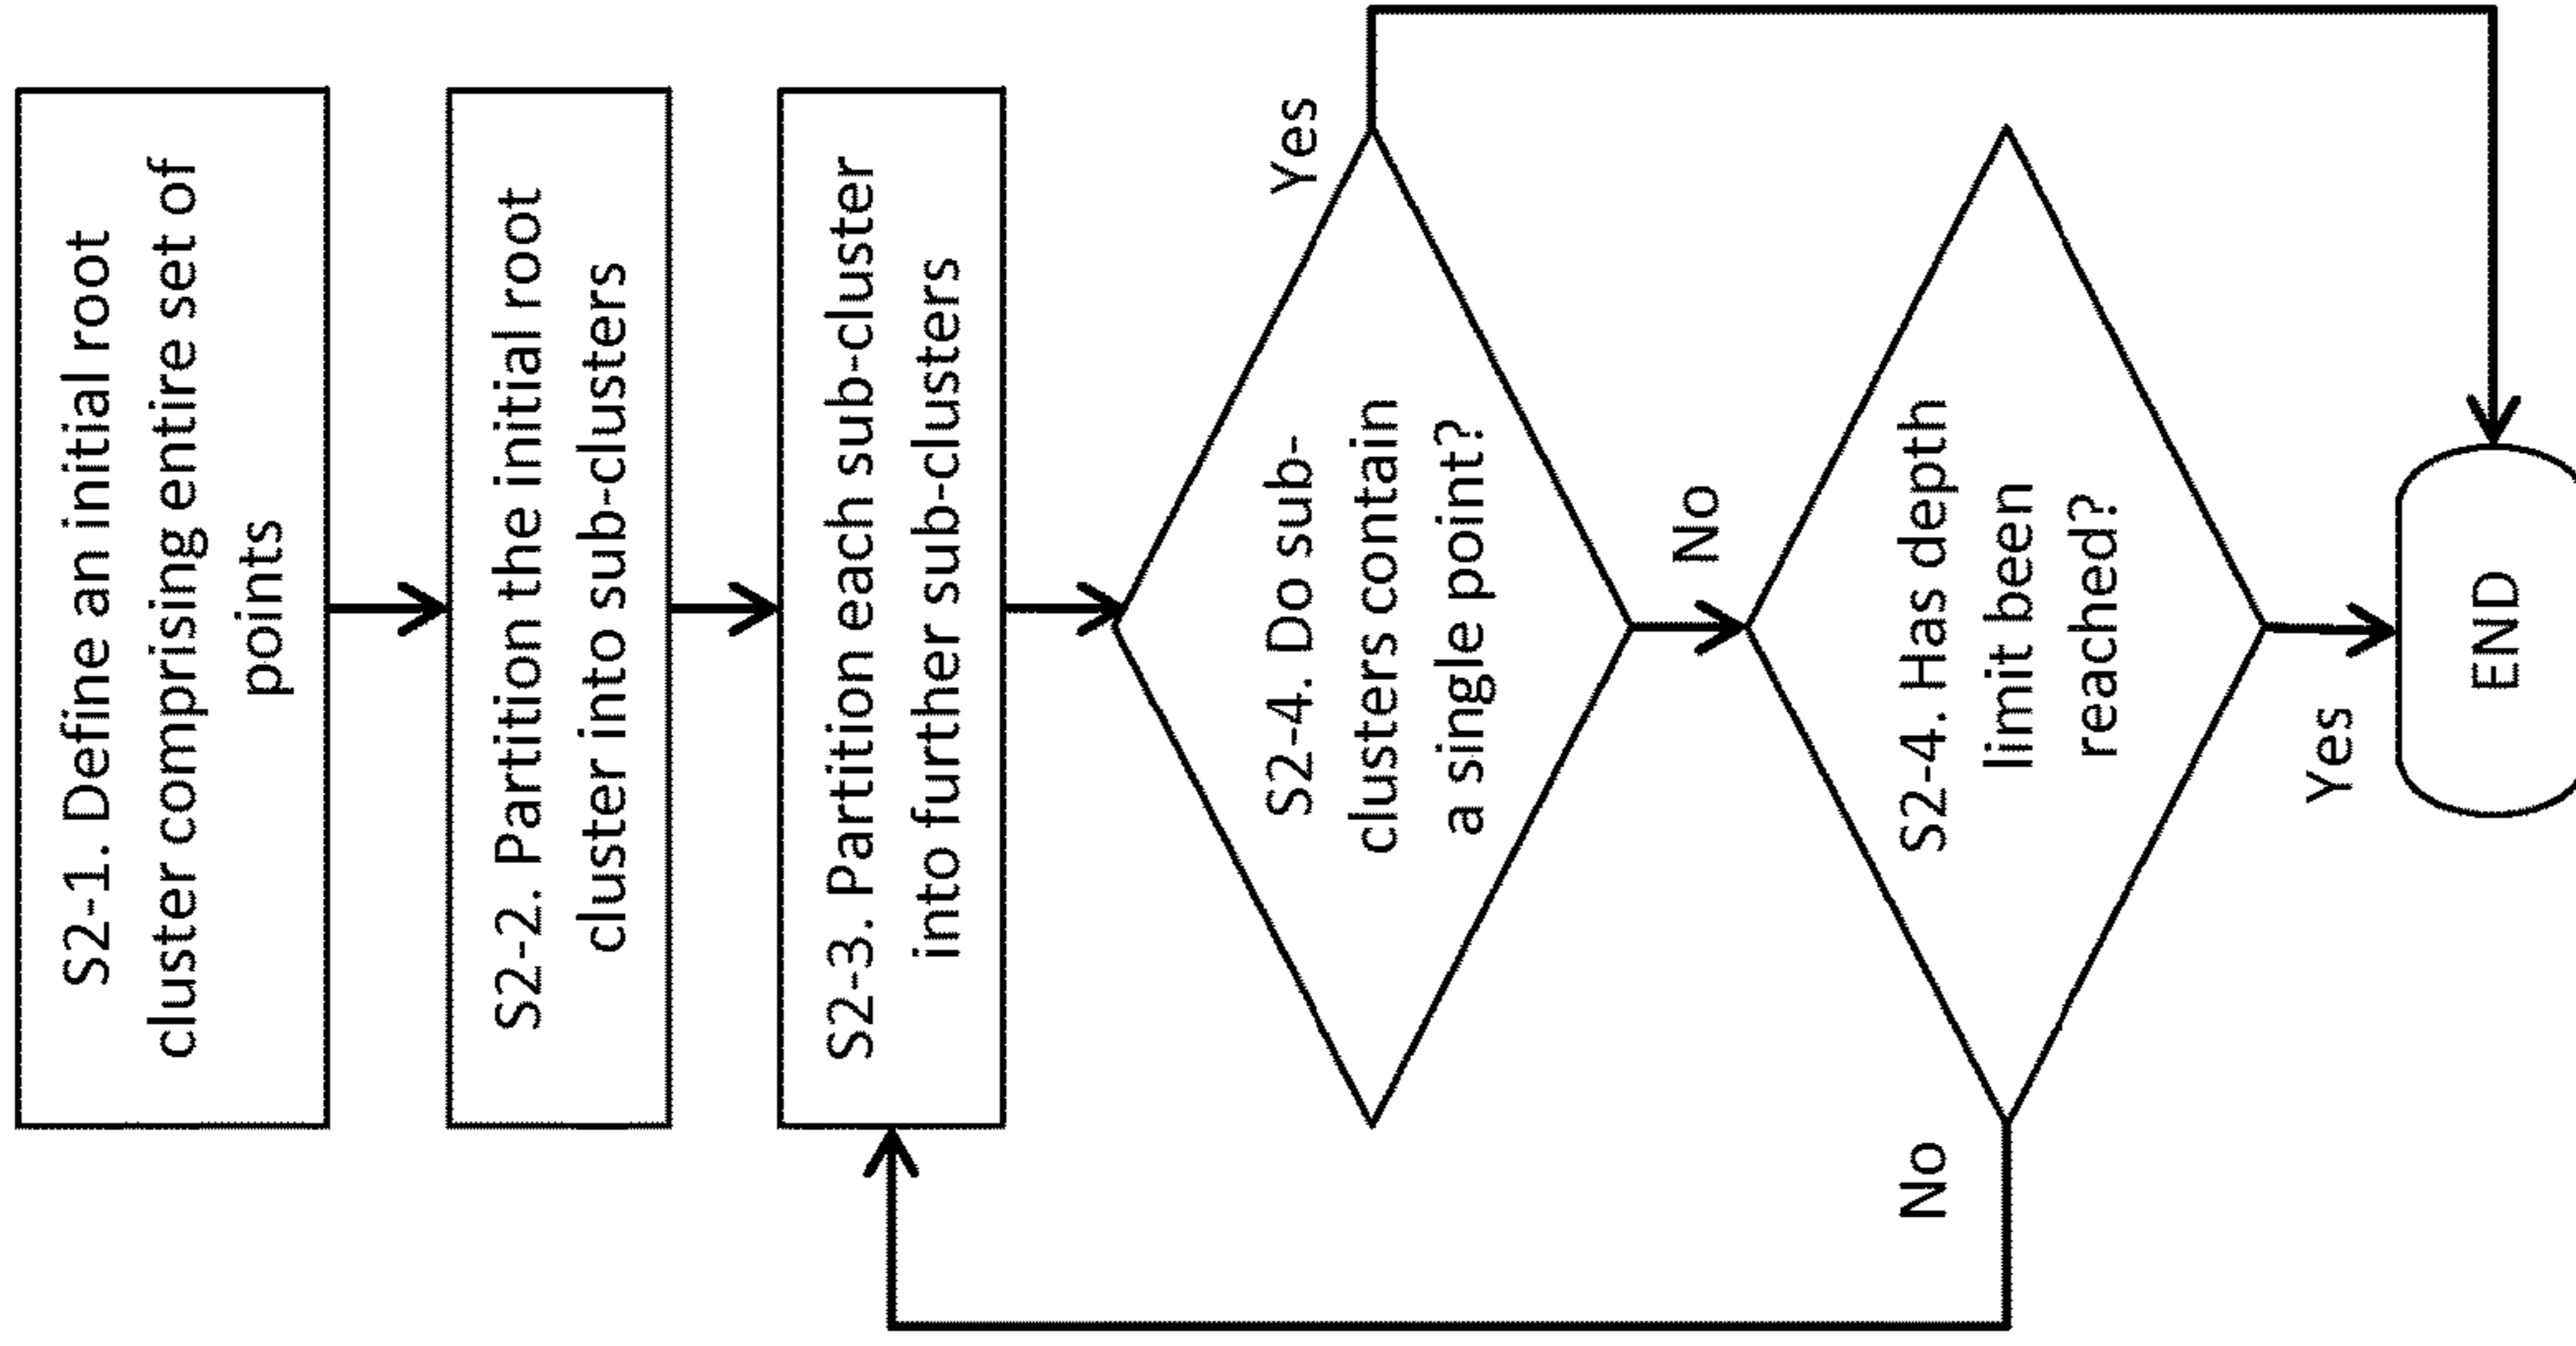 S2-1. Define an initial root
cluster comprising entire set of
points
S2-2. Partition the initial root
cluster into sub-clusters
S2-3. Partition each sub-cluster
into further sub-clusters
S2-4. Do sub-
clusters contain
a single point?
Yes
No
S2-4. Has depth
limit been
reached?
No
Yes
END